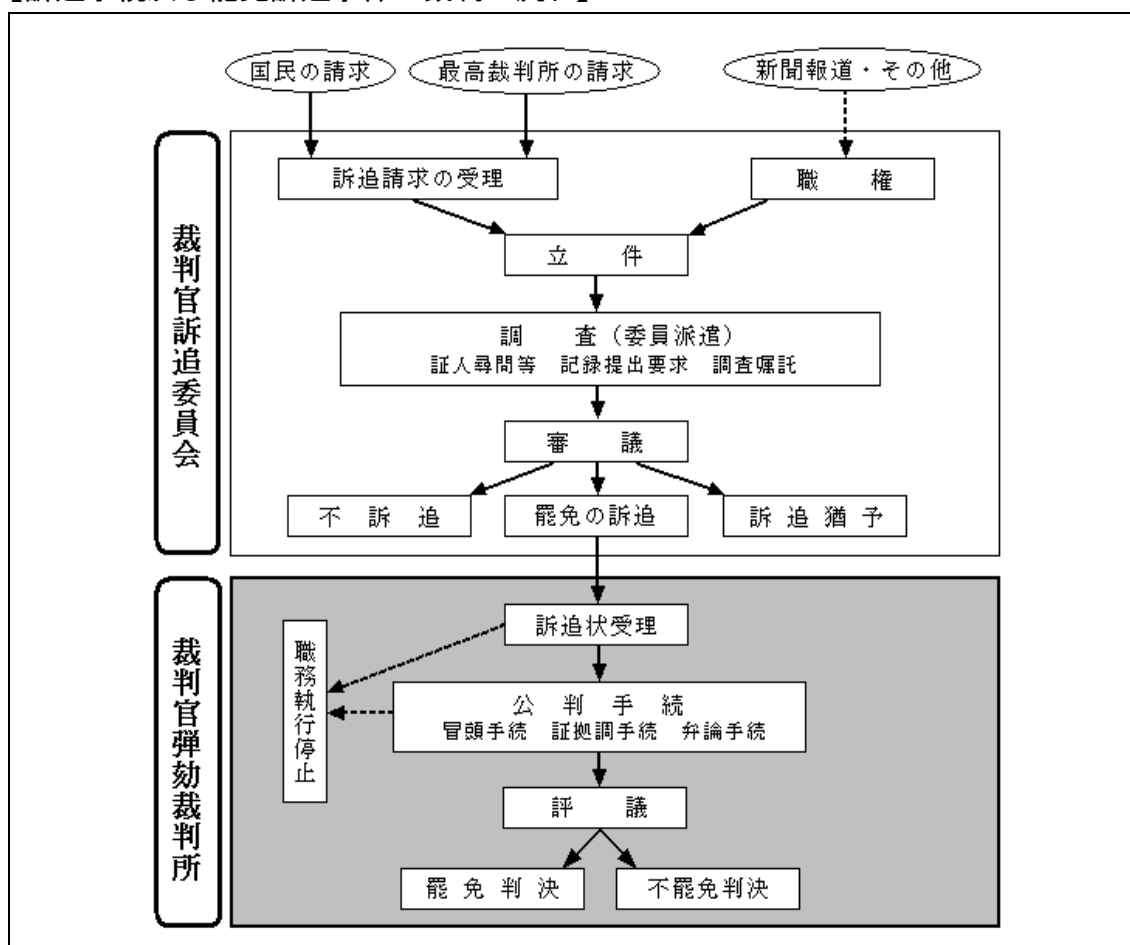 国民の請求
最高裁判所の請求
新聞報道・その他
裁判官訴追委員会
訴追請求の受理
職権
立件
調査（委員派遣）
証人尋問等 記録提出要求 調査嘱託
審議
不訴追
罷免の訴追
訴追猶予
裁判官弾劾裁判所
訴追状受理
職務執行停止
公判手続
冒頭手続 証拠調手続 弁論手続
評議
罷免判決
不罷免判決